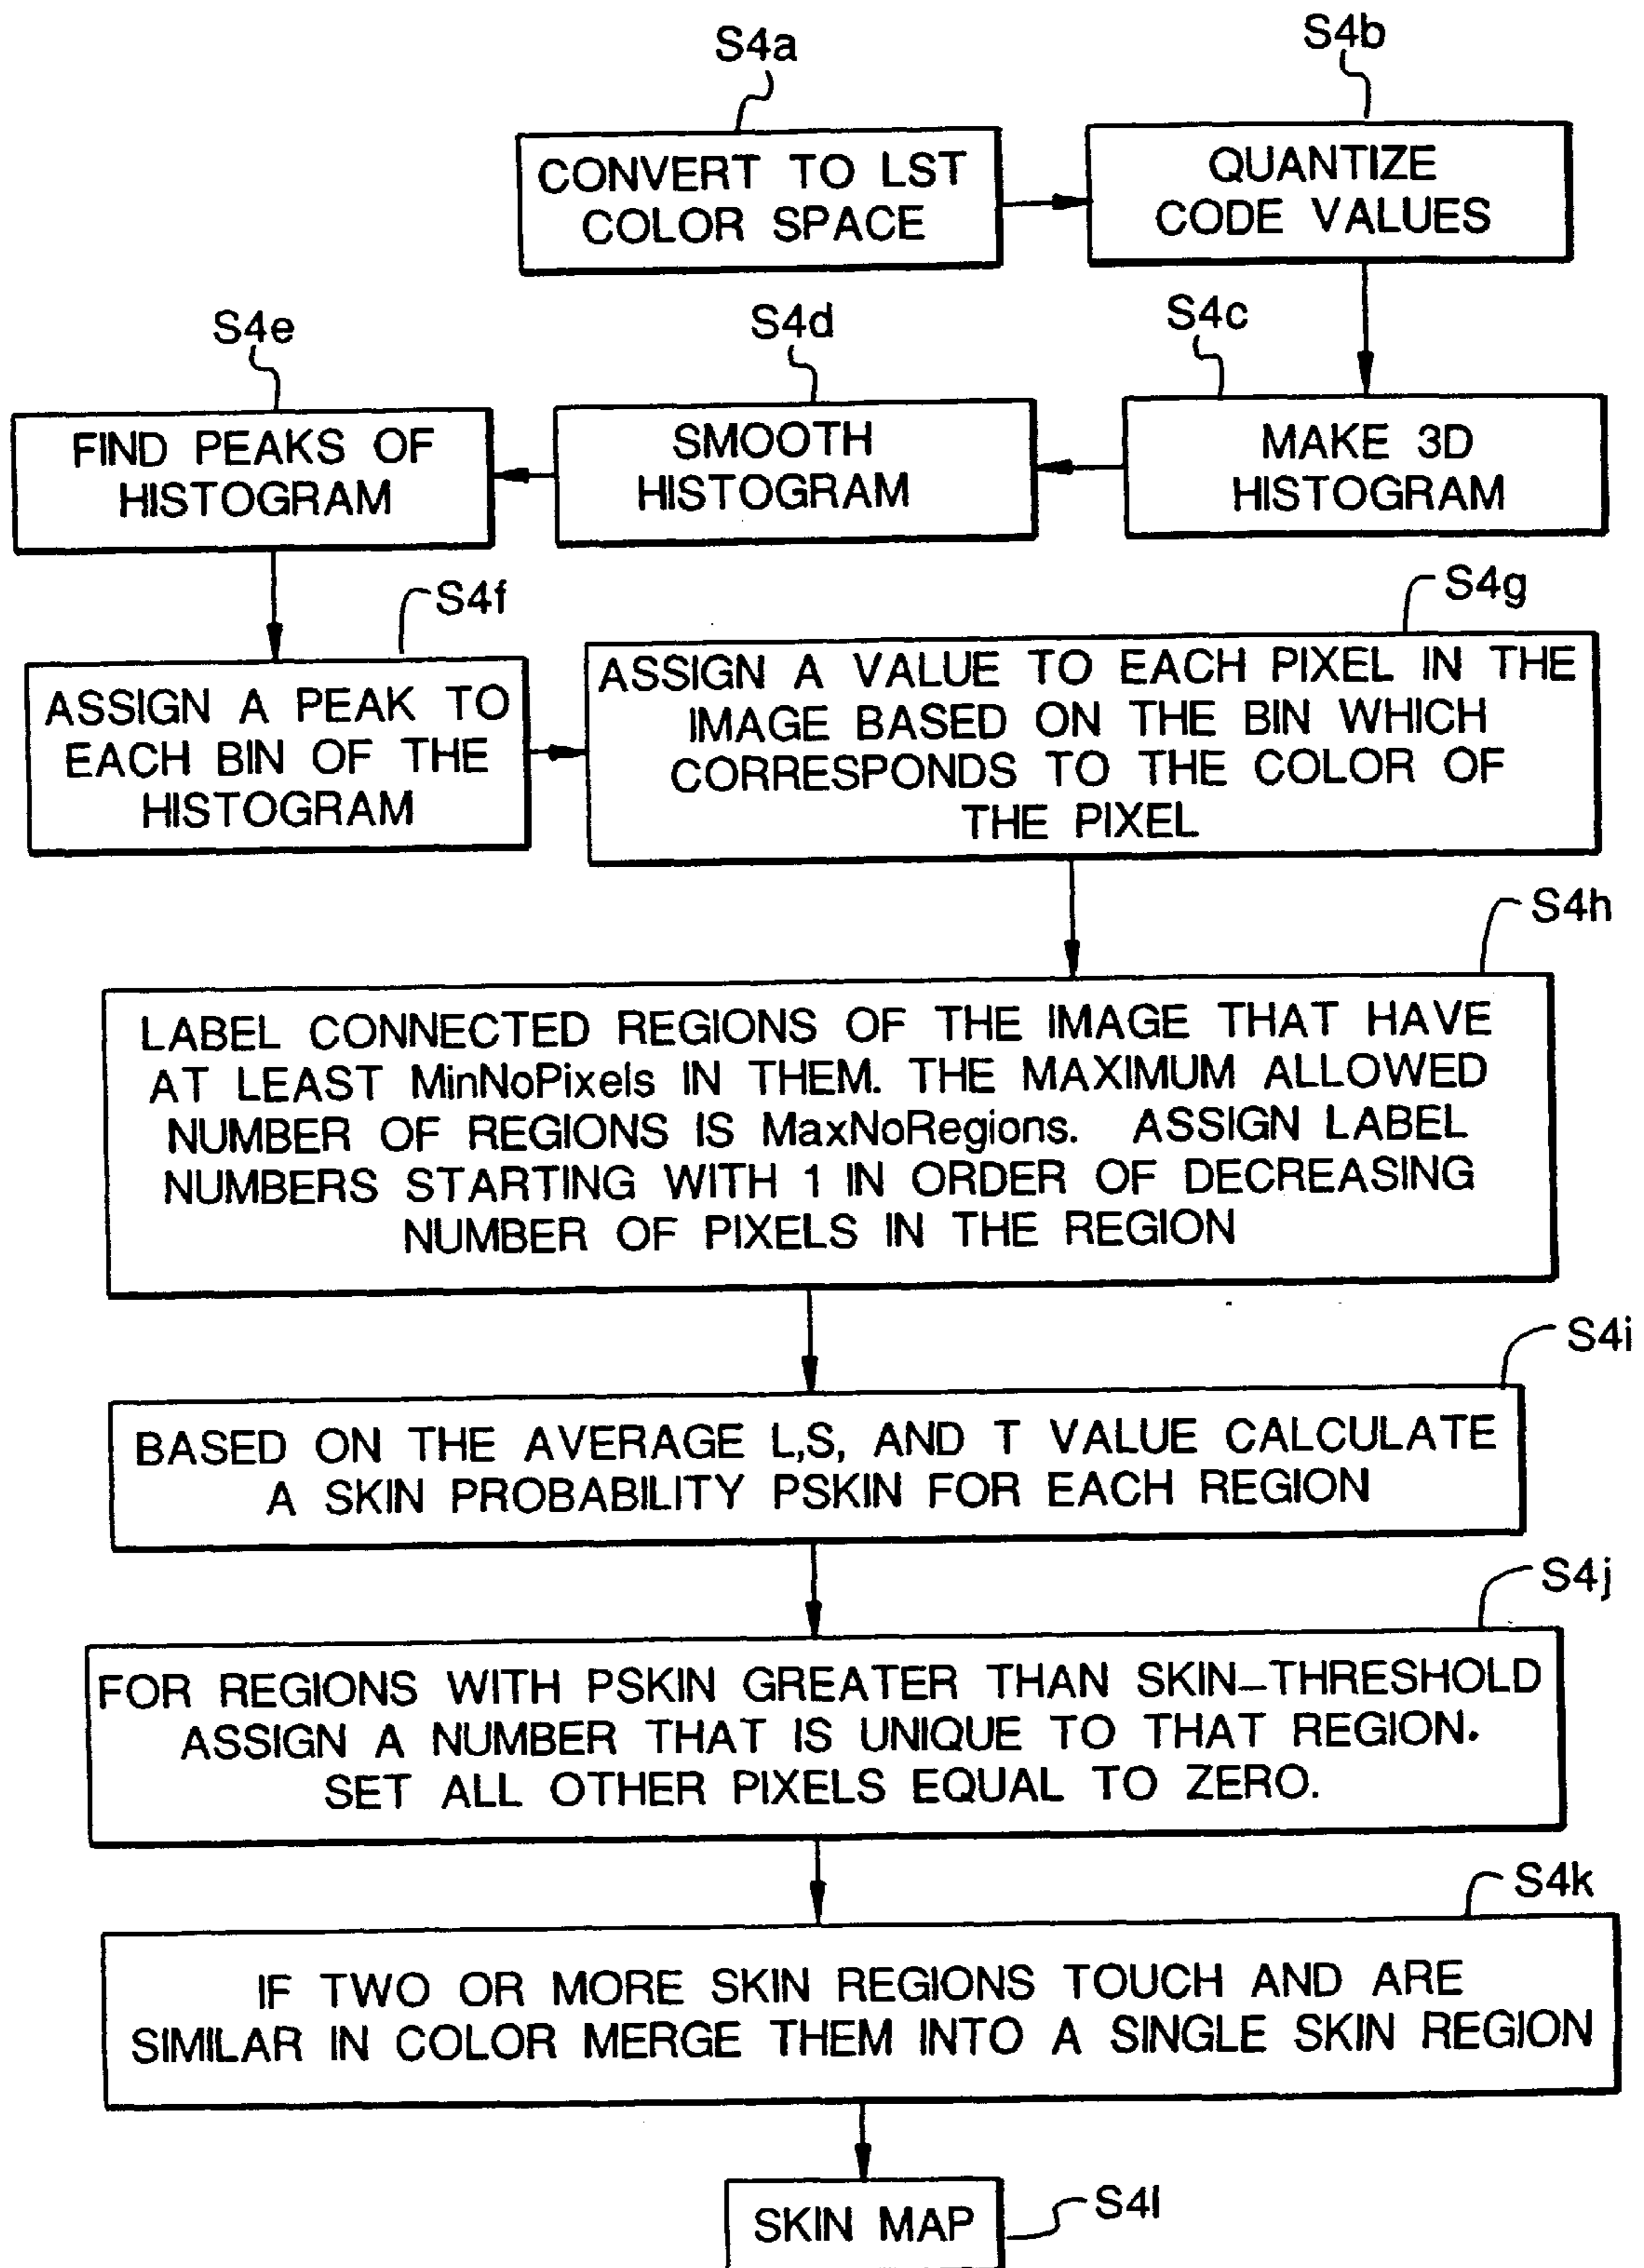 S4a
CONVERT TO LST
COLOR SPACE
S4b
QUANTIZE
CODE VALUES
S4c
MAKE 3D
HISTOGRAM
S4d
SMOOTH
HISTOGRAM
S4e
FIND PEAKS OF
HISTOGRAM
S4f
ASSIGN A PEAK TO
EACH BIN OF THE
HISTOGRAM
S4g
ASSIGN A VALUE TO EACH PIXEL IN THE
IMAGE BASED ON THE BIN WHICH
CORRESPONDS TO THE COLOR OF
THE PIXEL
S4h
LABEL CONNECTED REGIONS OF THE IMAGE THAT HAVE
AT LEAST MinNoPixels IN THEM. THE MAXIMUM ALLOWED
NUMBER OF REGIONS IS MaxNoRegions. ASSIGN LABEL
NUMBERS STARTING WITH 1 IN ORDER OF DECREASING
NUMBER OF PIXELS IN THE REGION
S4i
BASED ON THE AVERAGE L,S, AND T VALUE CALCULATE
A SKIN PROBABILITY PSKIN FOR EACH REGION
S4j
FOR REGIONS WITH PSKIN GREATER THAN SKIN–THRESHOLD
ASSIGN A NUMBER THAT IS UNIQUE TO THAT REGION.
SET ALL OTHER PIXELS EQUAL TO ZERO.
S4k
IF TWO OR MORE SKIN REGIONS TOUCH AND ARE
SIMILAR IN COLOR MERGE THEM INTO A SINGLE SKIN REGION
SKIN MAP
S4l